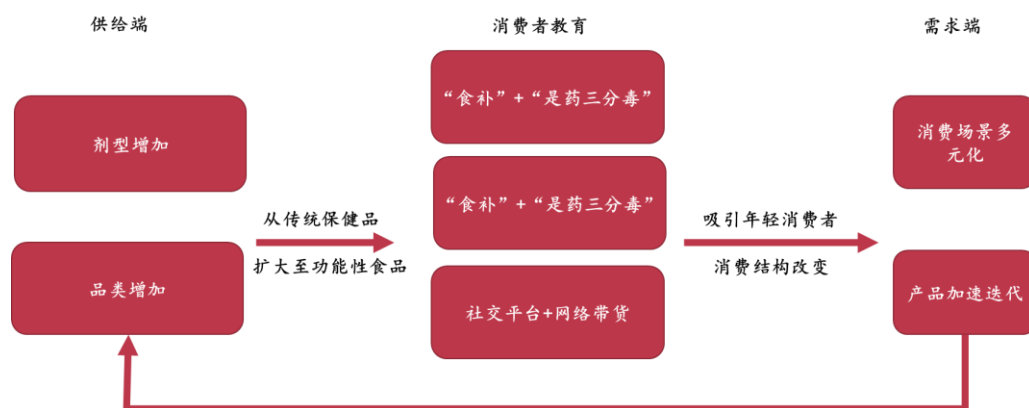 供给端
消费者教育
需求端
剂型增加
品类增加
从传统保健品
扩大至功能性食品
“食补”+“是药三分毒”
“食补”+“是药三分毒”
社交平台+网络带货
吸引年轻消费者
消费结构改变
消费场景多
元化
产品加速迭代